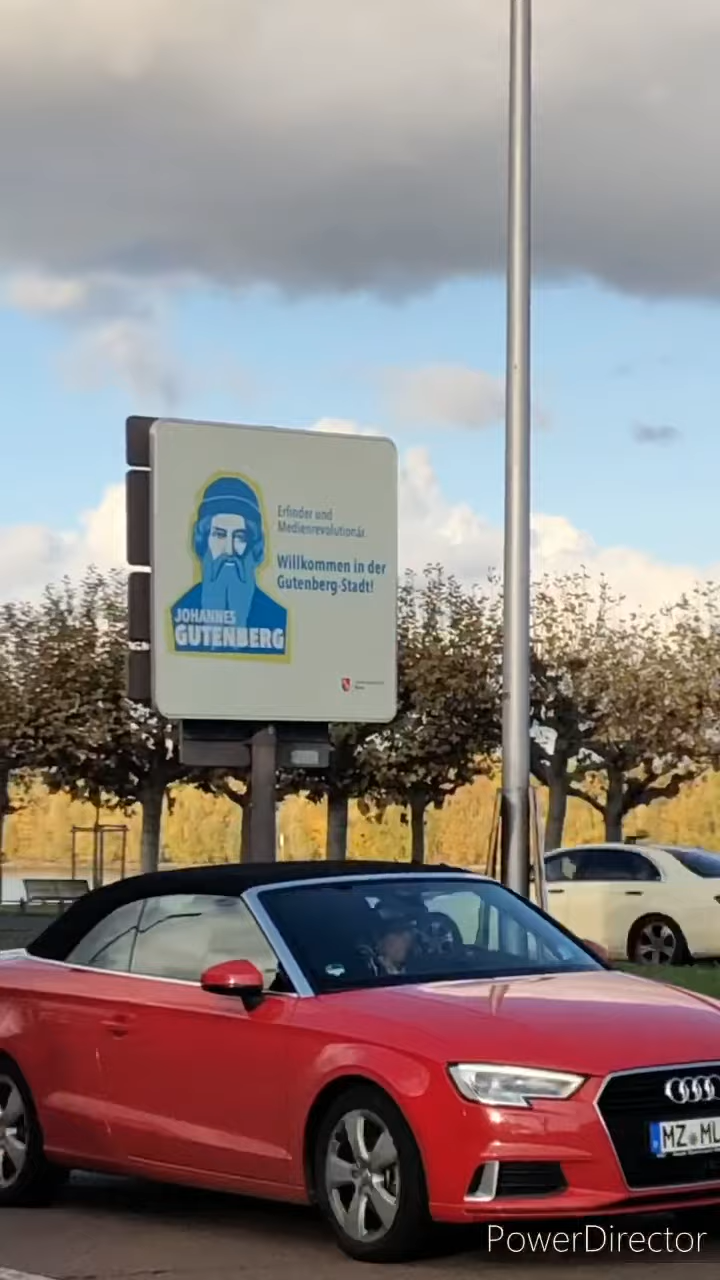 Erfinder und
Medienrevolutionär.
Willkommen in der
Gutenberg-Stadt!
JOHANNES
GUTENBERG
MZ ML
PowerDirector